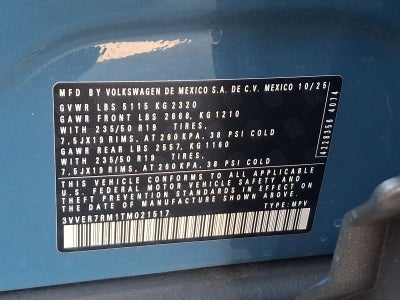 MFD BY VOLKSWAGEN DE MEXICO S.A. DE C.V. MEXICO 10/25
GVWR LBS 5115 KG 2320
GAWR FRONT LBS 2668, KG 1210
WITH 235/50 R19 TIRES,
7.5JX19 RIMS, AT 260KPA, 38 PSI COLD
GAWR REAR LBS 2557, KG 1160
WITH 235/50 R19 TIRES,
7.5JX19 RIMS, AT 260KPA, 38 PSI COLD
THIS VEHICLE CONFORMS TO ALL APPLICABLE
U.S. FEDERAL MOTOR VEHICLE SAFETY AND
THEFT PREVENTION STANDARDS IN EFFECT ON
THE DATE OF MANUFACTURE SHOWN ABOVE.
3VVER7RM1TM021517 TYPE: MPV
4228356 4074